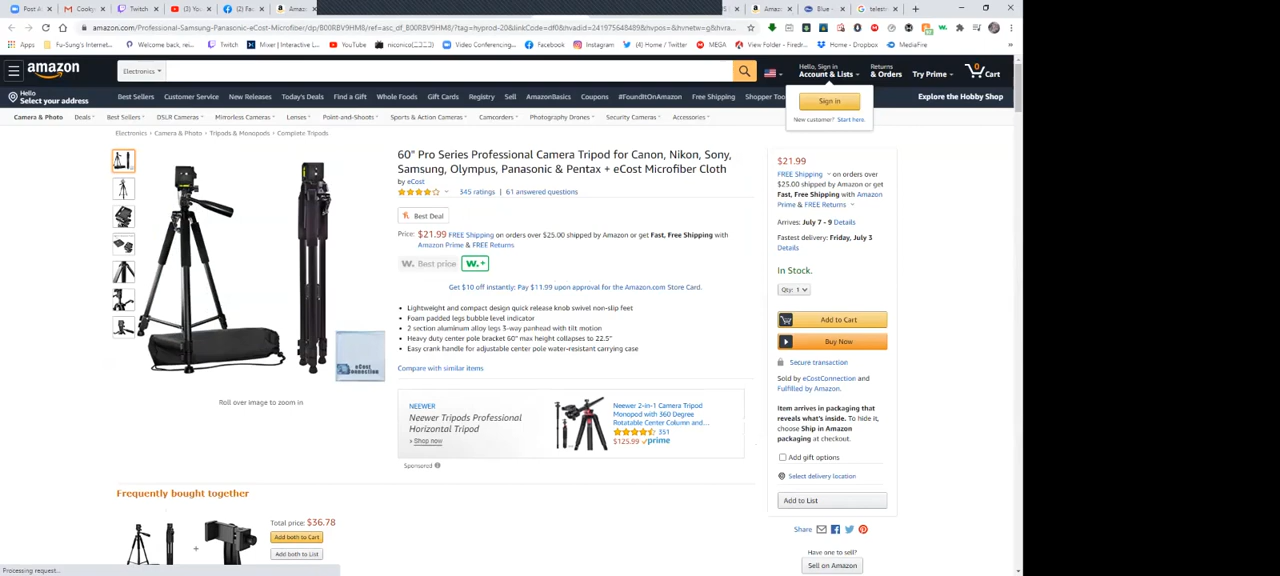 Post A
Gmail
Cooky
Twitch
(3) You
(2) Faceb
Amaz
Amaz
Blue -
telest
amazon.com/Professional-Samsung-Panasonic-eCost-Microfiber/dp/B00RBV9HM8/ref=asc_df_B00RBV9HM8/?tag=hyprod-20&linkCode=df0&hvadid=241975648489&hvpos=&hvnetw=g&hvra...
Apps
Fu-Sung's Internet...
Welcome back, new...
Twitch
Mixer | Interactive L...
YouTube
Video Conferencing...
Facebook
Instagram
(4) Home / Twitter
MEGA
View Folder - Firedr...
Home - Dropbox
MediaFire
amazon
Electronics
Hello, Sign in
Account & Lists
Returns
& Orders
Try Prime
0
Cart
Hello
Select your address
Best Sellers
Customer Service
New Releases
Today's Deals
Find a Gift
Whole Foods
Gift Cards
Registry
Sell
AmazonBasics
Coupons
#FoundItOnAmazon
Free Shipping
Shopper Too
Explore the Hobby Shop
Sign in
New customer? Start here.
Camera & Photo
Deals
Best Sellers
DSLR Cameras
Mirrorless Cameras
Lenses
Point-and-Shoots
Sports & Action Cameras
Camcorders
Photography Drones
Security Cameras
Accessories
Electronics › Camera & Photo › Tripods & Monopods › Complete Tripods
60" Pro Series Professional Camera Tripod for Canon, Nikon, Sony,
Samsung, Olympus, Panasonic & Pentax + eCost Microfiber Cloth
by eCost
345 ratings | 61 answered questions
Best Deal
Price: $21.99 FREE Shipping on orders over $25.00 shipped by Amazon or get Fast, Free Shipping with
Amazon Prime & FREE Returns
W. Best price
W.+
Get $10 off instantly: Pay $11.99 upon approval for the Amazon.com Store Card.
• Lightweight and compact design quick release knob swivel non-slip feet
• Foam padded legs bubble level indicator
• 2 section aluminum alloy legs 3-way panhead with tilt motion
• Heavy duty center pole bracket 60" max height collapses to 22.5"
• Easy crank handle for adjustable center pole water-resistant carrying case
Compare with similar items
eCost
Connection
Roll over image to zoom in
NEEWER
Neewer Tripods Professional
Horizontal Tripod
› Shop now
Neewer 2-in-1 Camera Tripod
Monopod with 360 Degree
Rotatable Center Column and...
351
$125.99 prime
Sponsored
Frequently bought together
Total price: $36.78
Add both to Cart
Add both to List
+
$21.99
FREE Shipping on orders over
$25.00 shipped by Amazon or get
Fast, Free Shipping with Amazon
Prime & FREE Returns
Arrives: July 7 - 9 Details
Fastest delivery: Friday, July 3
Details
In Stock.
Qty: 1
Add to Cart
Buy Now
Secure transaction
Sold by eCostConnection and
Fulfilled by Amazon.
Item arrives in packaging that
reveals what's inside. To hide it,
choose Ship in Amazon
packaging at checkout.
Add gift options
Select delivery location
Add to List
Share
Have one to sell?
Sell on Amazon
Processing request...